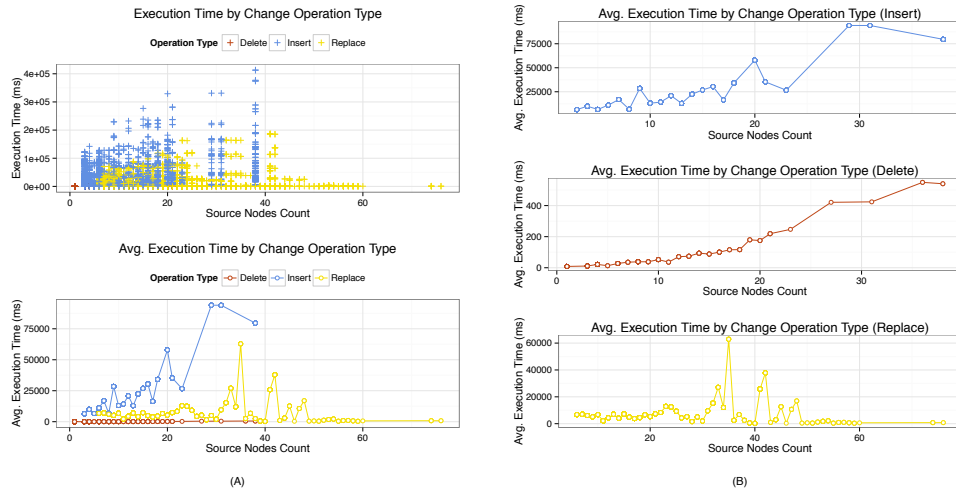 Execution Time by Change Operation Type
Operation Type Delete Insert Replace
Execution Time (ms)
4e+05
3e+05
2e+05
1e+05
0e+00
0 20 40 60
Source Nodes Count
Avg. Execution Time by Change Operation Type
Operation Type Delete Insert Replace
Avg. Execution Time (ms)
75000
50000
25000
0
0 20 40 60
Source Nodes Count
(A)
Avg. Execution Time by Change Operation Type (Insert)
Avg. Execution Time (ms)
75000
50000
25000
10 20 30
Source Nodes Count
Avg. Execution Time by Change Operation Type (Delete)
Avg. Execution Time (ms)
400
200
0
0 10 20 30
Source Nodes Count
Avg. Execution Time by Change Operation Type (Replace)
Avg. Execution Time (ms)
60000
40000
20000
0
20 40 60
Source Nodes Count
(B)